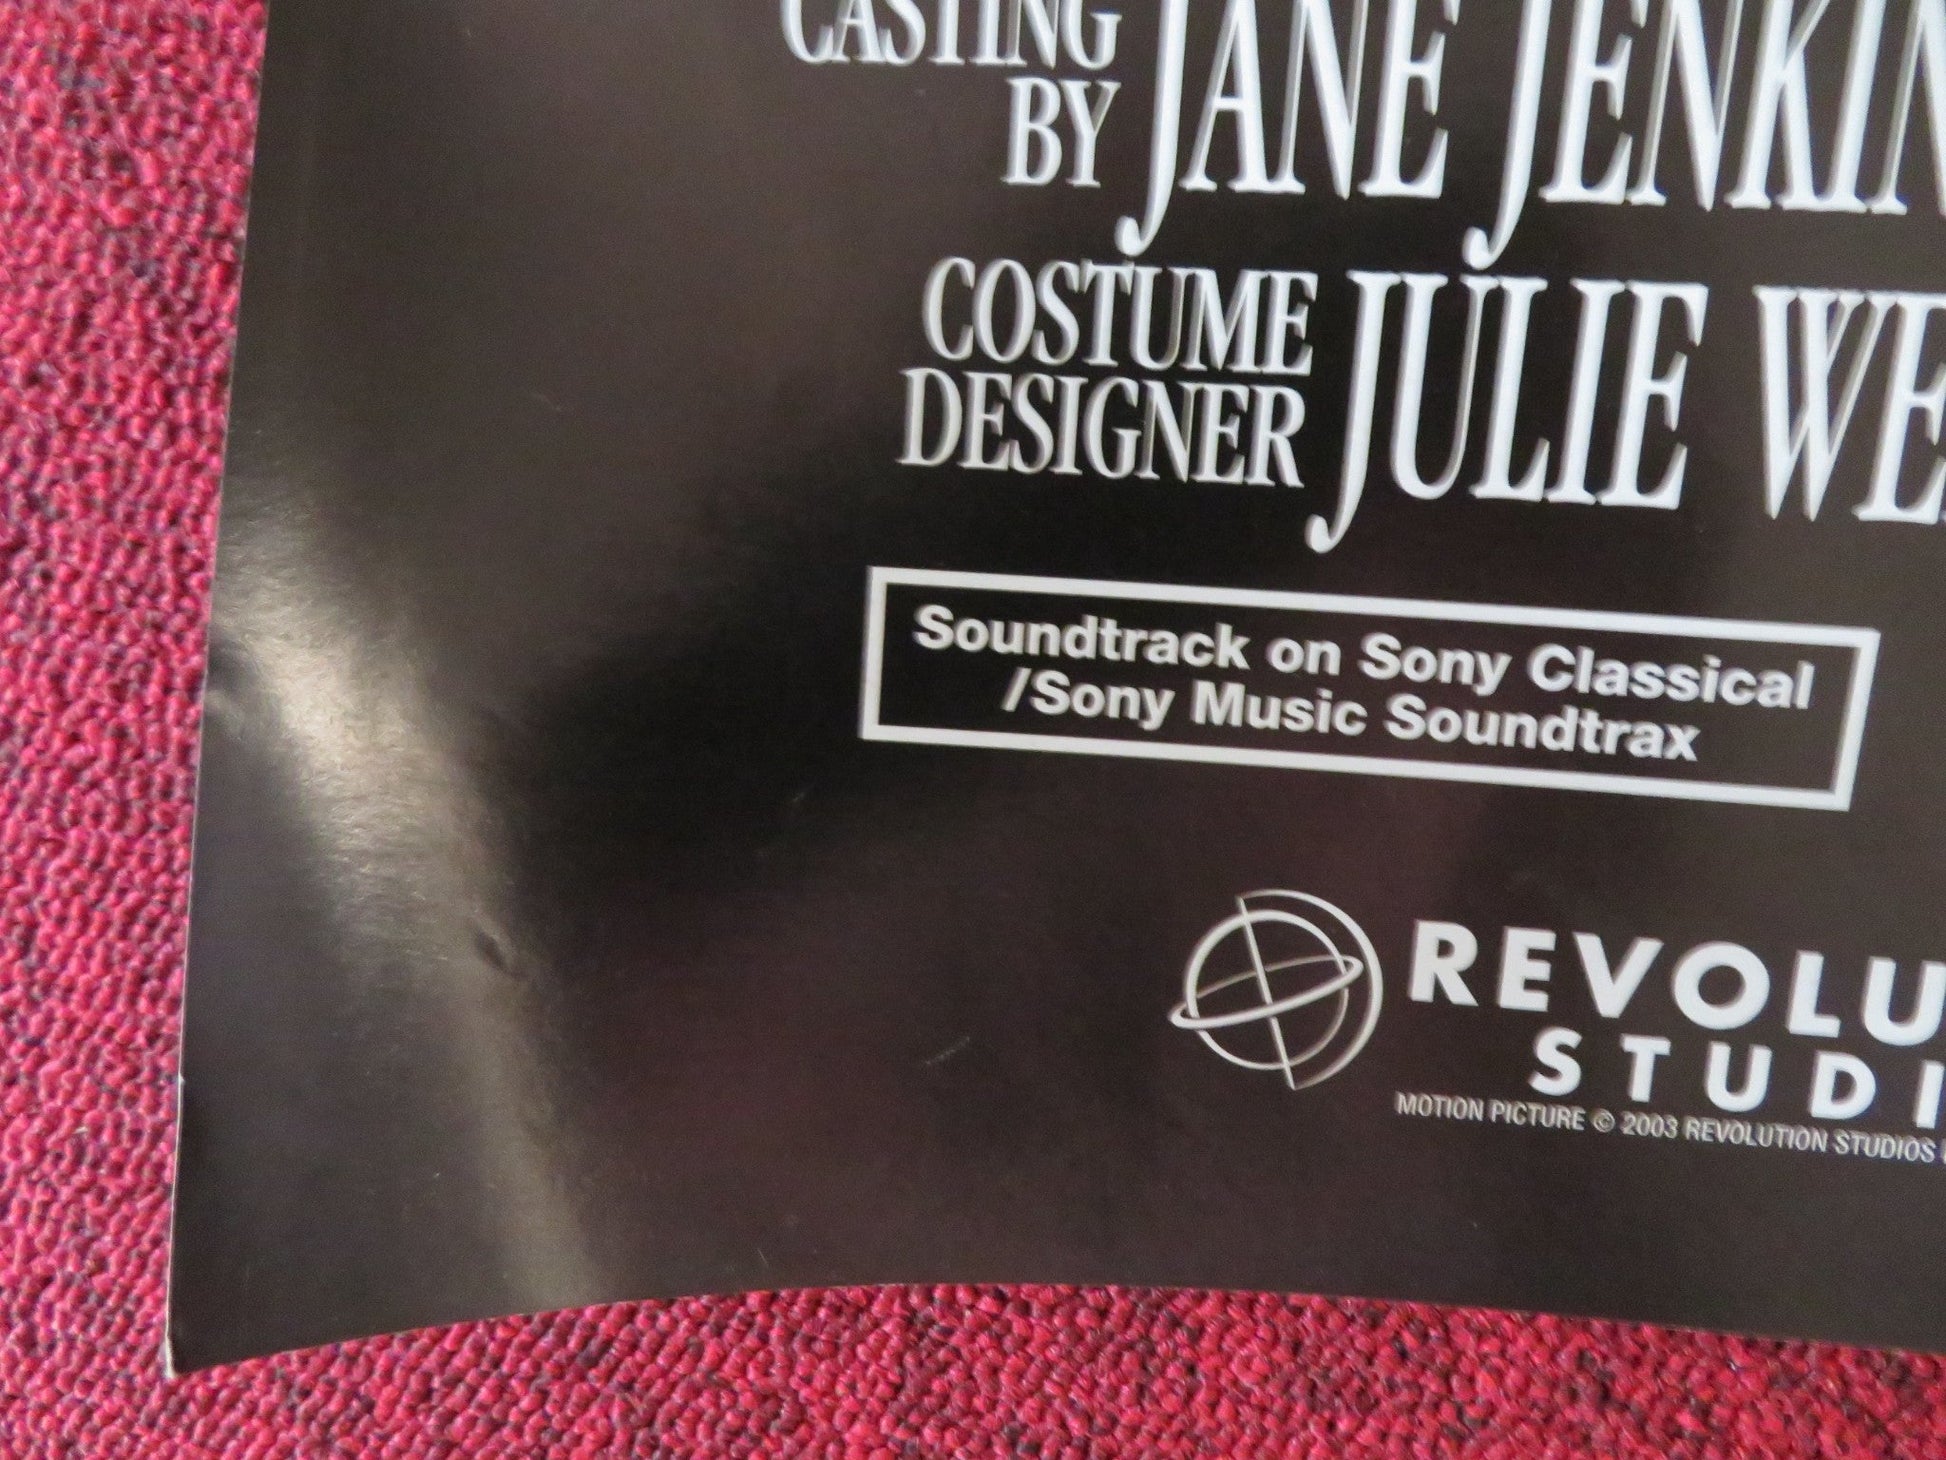 CASTING
BY JANE JENKIN
COSTUME
DESIGNER JULIE WE
Soundtrack on Sony Classical
/Sony Music Soundtrax
REVOLU
STUDI
MOTION PICTURE © 2003 REVOLUTION STUDIOS